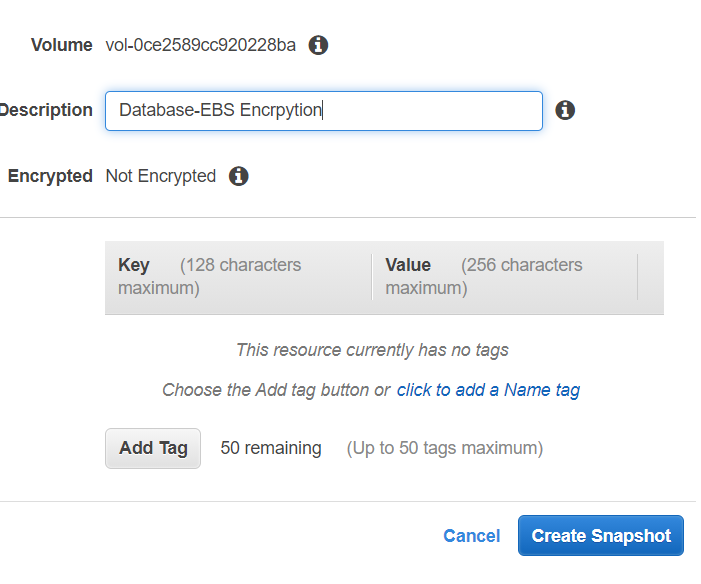 Volume vol-0ce2589cc920228ba
Description Database-EBS Encrpytion
Encrypted Not Encrypted
Key (128 characters maximum) Value (256 characters maximum)
This resource currently has no tags
Choose the Add tag button or click to add a Name tag
Add Tag 50 remaining (Up to 50 tags maximum)
Cancel Create Snapshot